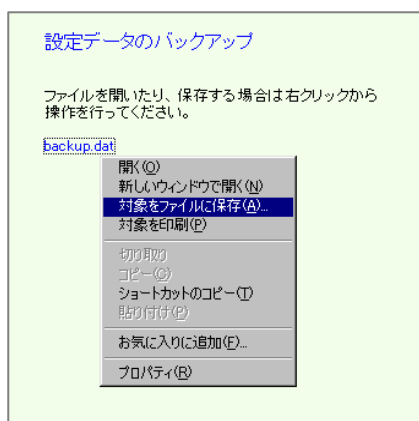 設定データのバックアップ
ファイルを開いたり、保存する場合は右クリックから
操作を行ってください。
backup.dat
開く(O)
新しいウィンドウで開く(N)
対象をファイルに保存(A)...
対象を印刷(P)
切り取り
コピー(C)
ショートカットのコピー(T)
貼り付け(P)
お気に入りに追加(F)...
プロパティ(R)